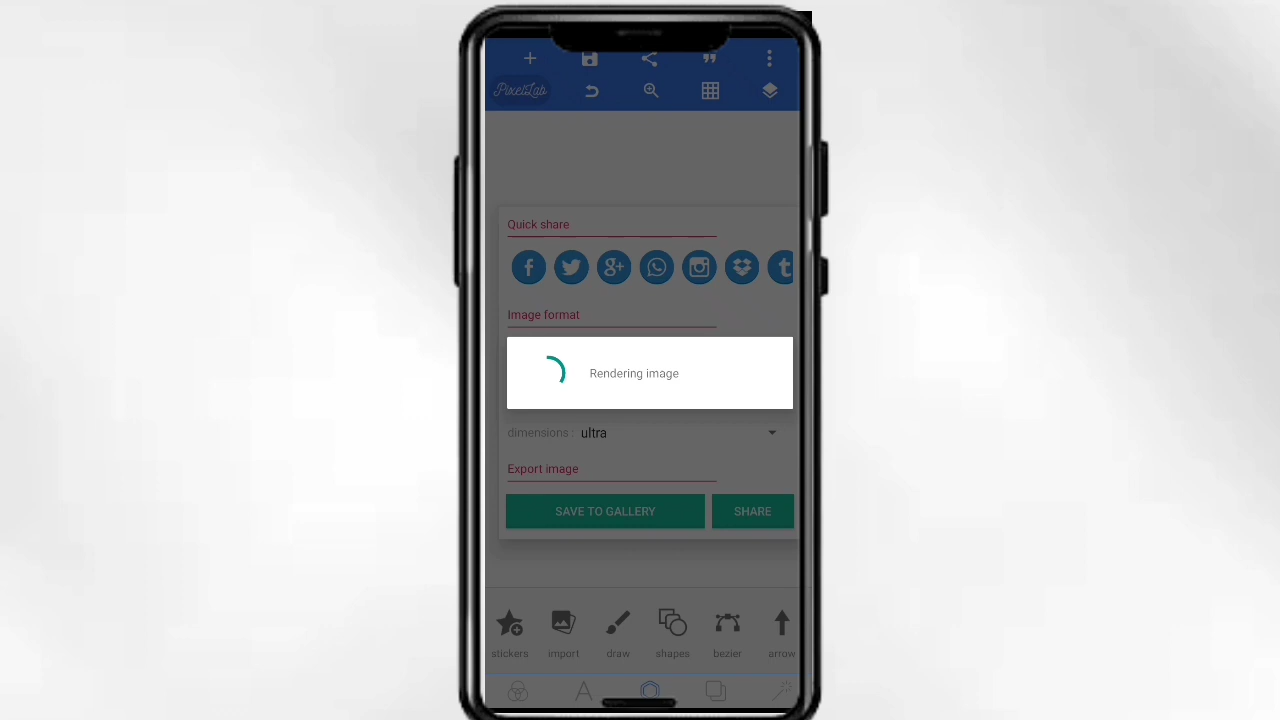 PixelLab
Quick share
Image format
Rendering image
dimensions : ultra
Export image
SAVE TO GALLERY SHARE
stickers import draw shapes bezier arrow